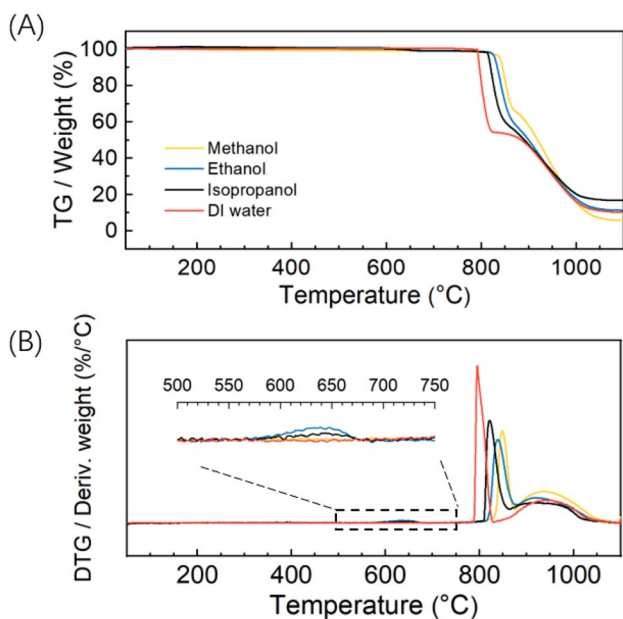 (A)
TG / Weight (%)
100
80
60
40
20
0
Methanol
Ethanol
Isopropanol
DI water
200 400 600 800 1000
Temperature (°C)
(B)
DTG / Deriv. weight (%/°C)
500 550 600 650 700 750
200 400 600 800 1000
Temperature (°C)